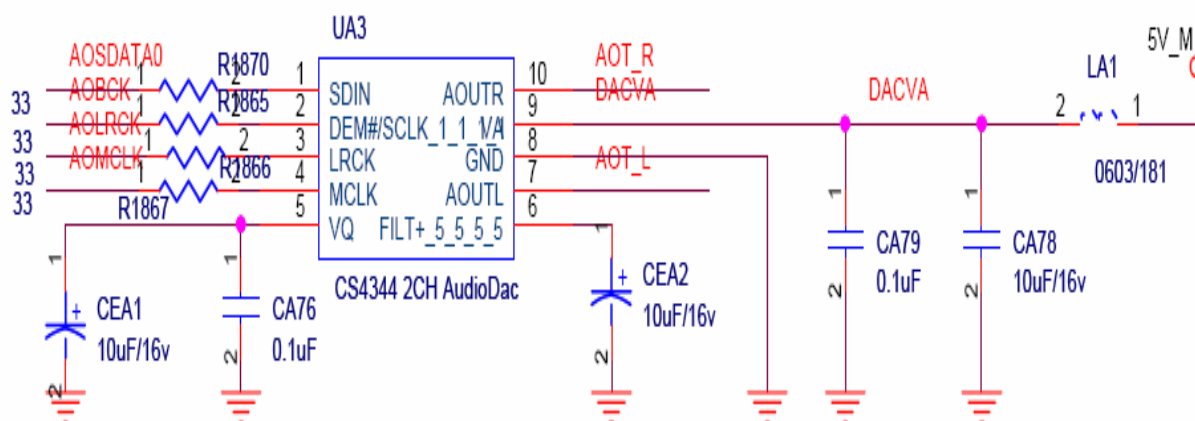 UA3
5V_M
AOSDATA0
R1870
AOT_R
LA1
1 2 1 10
AOBCK
SDIN AOUTR
DACVA
DACVA
33 1 R1865 2 2 9 2 1
AOLRCK
DEM#/SCLK_1_1_1 VA
33 1 2 3 8
AOMCLK
LRCK GND
AOT_L
0603/181
33 1 R1866 2 4 7
MCLK AOUTL
33
R1867
5 6
VQ FILT+_5_5_5_5
1 1 1 1 1
CS4344 2CH AudioDac
+ CEA1
10uF/16v
CA76
0.1uF
+ CEA2
10uF/16v
CA79
0.1uF
CA78
10uF/16v
2 2 2 2 2